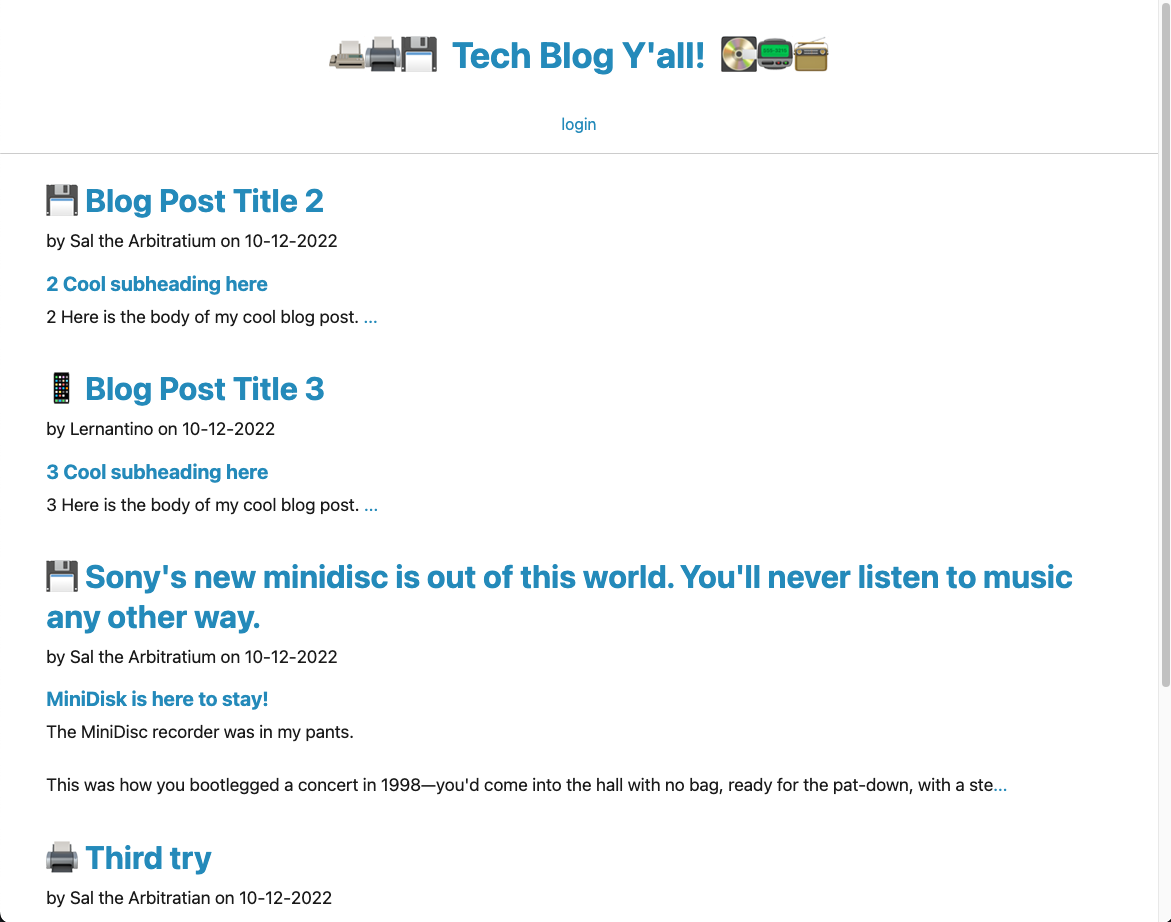 Tech Blog Y'all!
login
Blog Post Title 2
by Sal the Arbitratium on 10-12-2022
2 Cool subheading here
2 Here is the body of my cool blog post. ...
Blog Post Title 3
by Lernantino on 10-12-2022
3 Cool subheading here
3 Here is the body of my cool blog post. ...
Sony's new minidisc is out of this world. You'll never listen to music
any other way.
by Sal the Arbitratium on 10-12-2022
MiniDisk is here to stay!
The MiniDisc recorder was in my pants.
This was how you bootlegged a concert in 1998—you'd come into the hall with no bag, ready for the pat-down, with a ste...
Third try
by Sal the Arbitratian on 10-12-2022